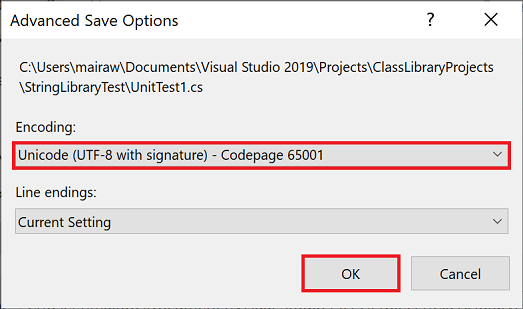 Advanced Save Options
C:\Users\mairaw\Documents\Visual Studio 2019\Projects\ClassLibraryProjects
\StringLibraryTest\UnitTest1.cs
Encoding:
Unicode (UTF-8 with signature) - Codepage 65001
Line endings:
Current Setting
OK Cancel